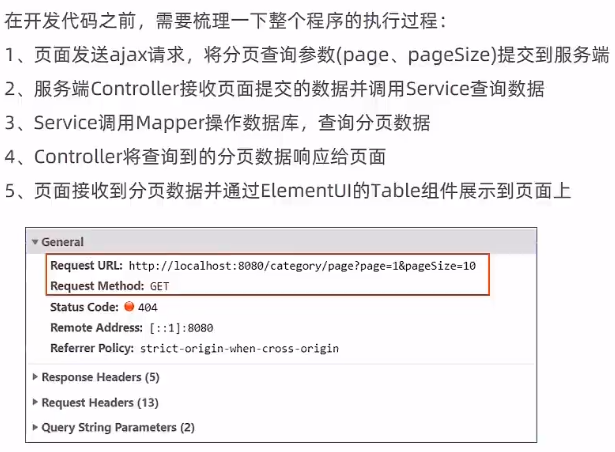 在开发代码之前，需要梳理一下整个程序的执行过程：
1、页面发送ajax请求，将分页查询参数(page、pageSize)提交到服务端
2、服务端Controller接收页面提交的数据并调用Service查询数据
3、Service调用Mapper操作数据库，查询分页数据
4、Controller将查询到的分页数据响应给页面
5、页面接收到分页数据并通过ElementUI的Table组件展示到页面上
General
Request URL: http://localhost:8080/category/page?page=1&pageSize=10
Request Method: GET
Status Code: 404
Remote Address: [::1]:8080
Referrer Policy: strict-origin-when-cross-origin
Response Headers (5)
Request Headers (13)
Query String Parameters (2)